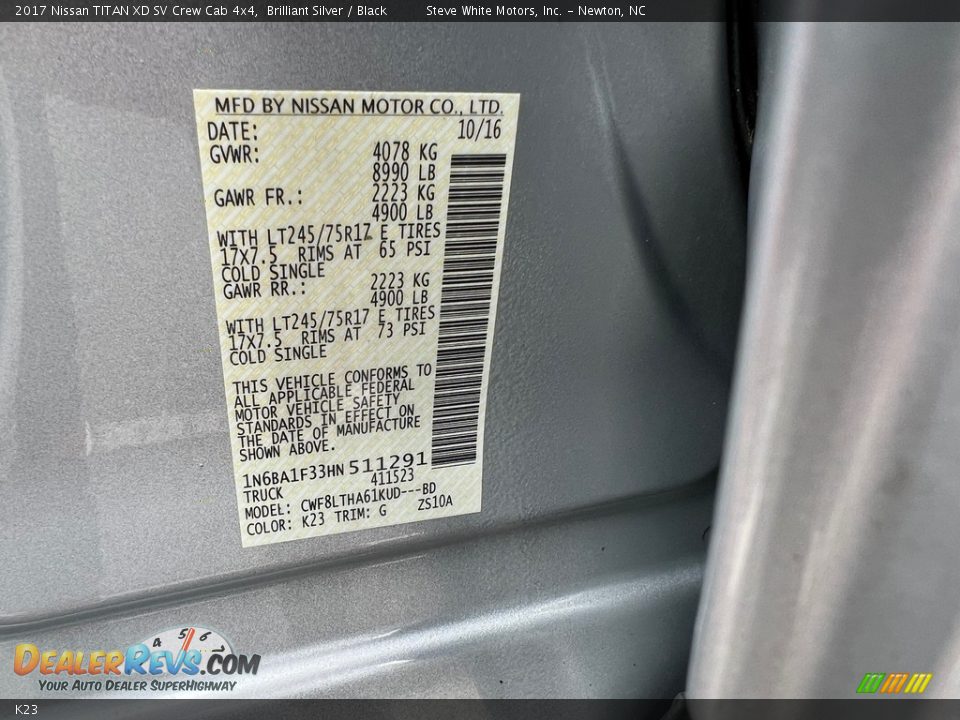 2017 Nissan TITAN XD SV Crew Cab 4x4, Brilliant Silver / Black Steve White Motors, Inc. – Newton, NC
MFD BY NISSAN MOTOR CO., LTD.
DATE: 10/16
GVWR: 4078 KG
8990 LB
GAWR FR.: 2223 KG
4900 LB
WITH LT245/75R17 E TIRES
17X7.5 RIMS AT 65 PSI
COLD SINGLE
GAWR RR.: 2223 KG
4900 LB
WITH LT245/75R17 E TIRES
17X7.5 RIMS AT 73 PSI
COLD SINGLE
THIS VEHICLE CONFORMS TO
ALL APPLICABLE FEDERAL
MOTOR VEHICLE SAFETY
STANDARDS IN EFFECT ON
THE DATE OF MANUFACTURE
SHOWN ABOVE.
1N6BA1F33HN511291
TRUCK 411523
MODEL: CWF8LTHA61KUD---BD
COLOR: K23 TRIM: G ZS10A
4 5 6
DEALERREVS.COM
YOUR AUTO DEALER SUPERHIGHWAY
K23